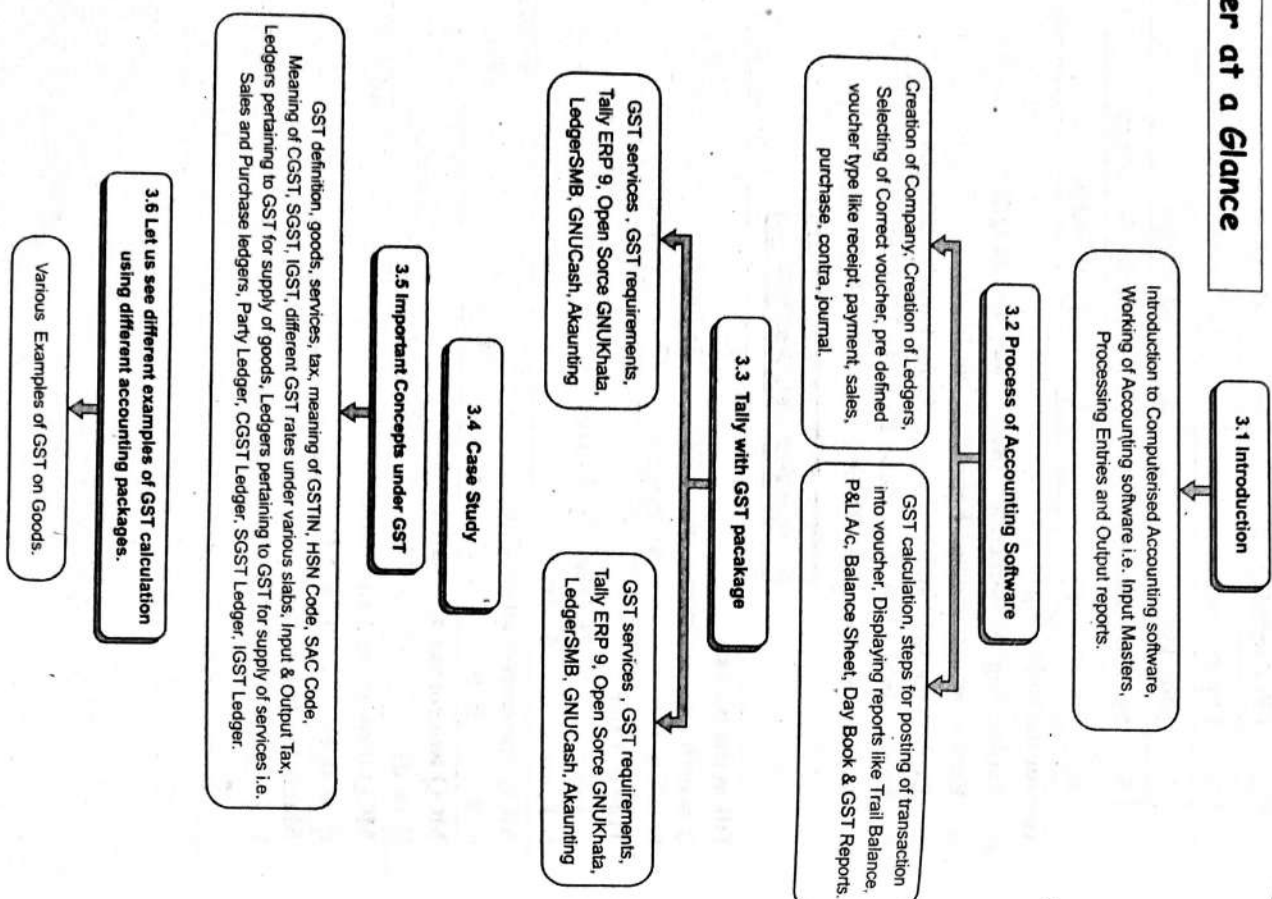 er at a Glance
3.1 Introduction
Introduction to Computerised Accounting software,
Working of Accounting software i.e. Input Masters,
Processing Entries and Output reports.
3.2 Process of Accounting Software
Creation of Company, Creation of Ledgers,
Selecting of Correct voucher, pre defined
voucher type like receipt, payment, sales,
purchase, contra, journal.
GST calculation, steps for posting of transaction
into voucher, Displaying reports like Trail Balance,
P&L A/c, Balance Sheet, Day Book & GST Reports.
3.3 Tally with GST pacakage
GST services , GST requirements,
Tally ERP 9, Open Sorce GNUKhata,
LedgerSMB, GNUCash, Akaunting
GST services , GST requirements,
Tally ERP 9, Open Sorce GNUKhata,
LedgerSMB, GNUCash, Akaunting
3.4 Case Study
3.5 Important Concepts under GST
GST definition, goods, services, tax, meaning of GSTIN, HSN Code, SAC Code,
Meaning of CGST, SGST, IGST, different GST rates under various slabs, Input & Output Tax,
Ledgers pertaining to GST for supply of goods, Ledgers pertaining to GST for supply of services i.e.
Sales and Purchase ledgers, Party Ledger, CGST Ledger, SGST Ledger, IGST Ledger.
3.6 Let us see different examples of GST calculation
using different accounting packages.
Various Examples of GST on Goods.